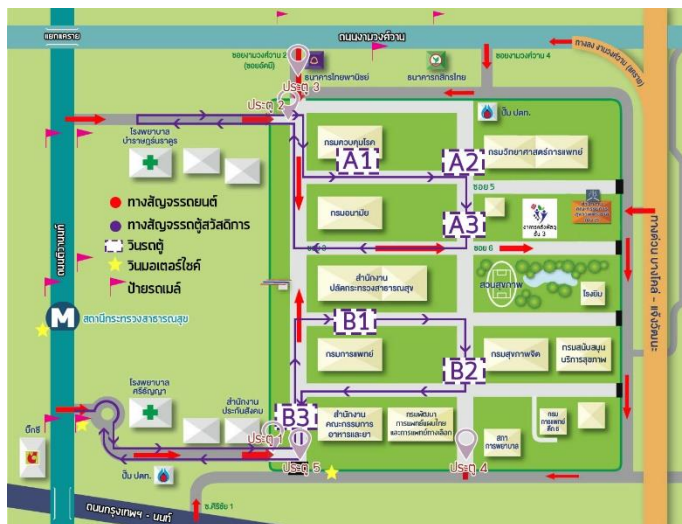 แยกแคราย
ถนนงามวงศ์วาน
ซอยงามวงศ์วาน 2
(ซอยอัคนี)
ธนาคารไทยพาณิชย์
ธนาคารกสิกรไทย
ซอยงามวงศ์วาน 4
ทางลง งามวงศ์วาน (แคราย)
ประตู 3
ประตู 2
ปั๊ม ปตท.
โรงพยาบาล
บำราศนราดูร
กรมควบคุมโรค
A1
A2
กรมวิทยาศาสตร์การแพทย์
ซอย 5
ทางสัญจรรถยนต์
ทางสัญจรรถตู้สวัสดิการ
วินรถตู้
วินมอเตอร์ไซค์
ป้ายรถเมล์
กรมอนามัย
A3
อาคารคลังพัสดุ
ชั้น 3
ซอย 6
ถนนติวานนท์
ทางด่วน บางโคล่ - แจ้งวัฒนะ
M
สถานีกระทรวงสาธารณสุข
สำนักงาน
ปลัดกระทรวงสาธารณสุข
สวนสุขภาพ
โรงยิม
B1
กรมการแพทย์
B2
กรมสุขภาพจิต
กรมสนับสนุน
บริการสุขภาพ
โรงพยาบาล
ศรีธัญญา
สำนักงาน
ประกันสังคม
B3
สำนักงาน
คณะกรรมการ
อาหารและยา
กรมพัฒนา
การแพทย์แผนไทย
และการแพทย์ทางเลือก
สภา
การพยาบาล
กรม
การแพทย์
ตึก 8
บิ๊กซี
ปั๊ม ปตท.
ประตู 1
ประตู 5
ประตู 4
ถนนกรุงเทพฯ - นนท์
ซ.ศิริชัย 1